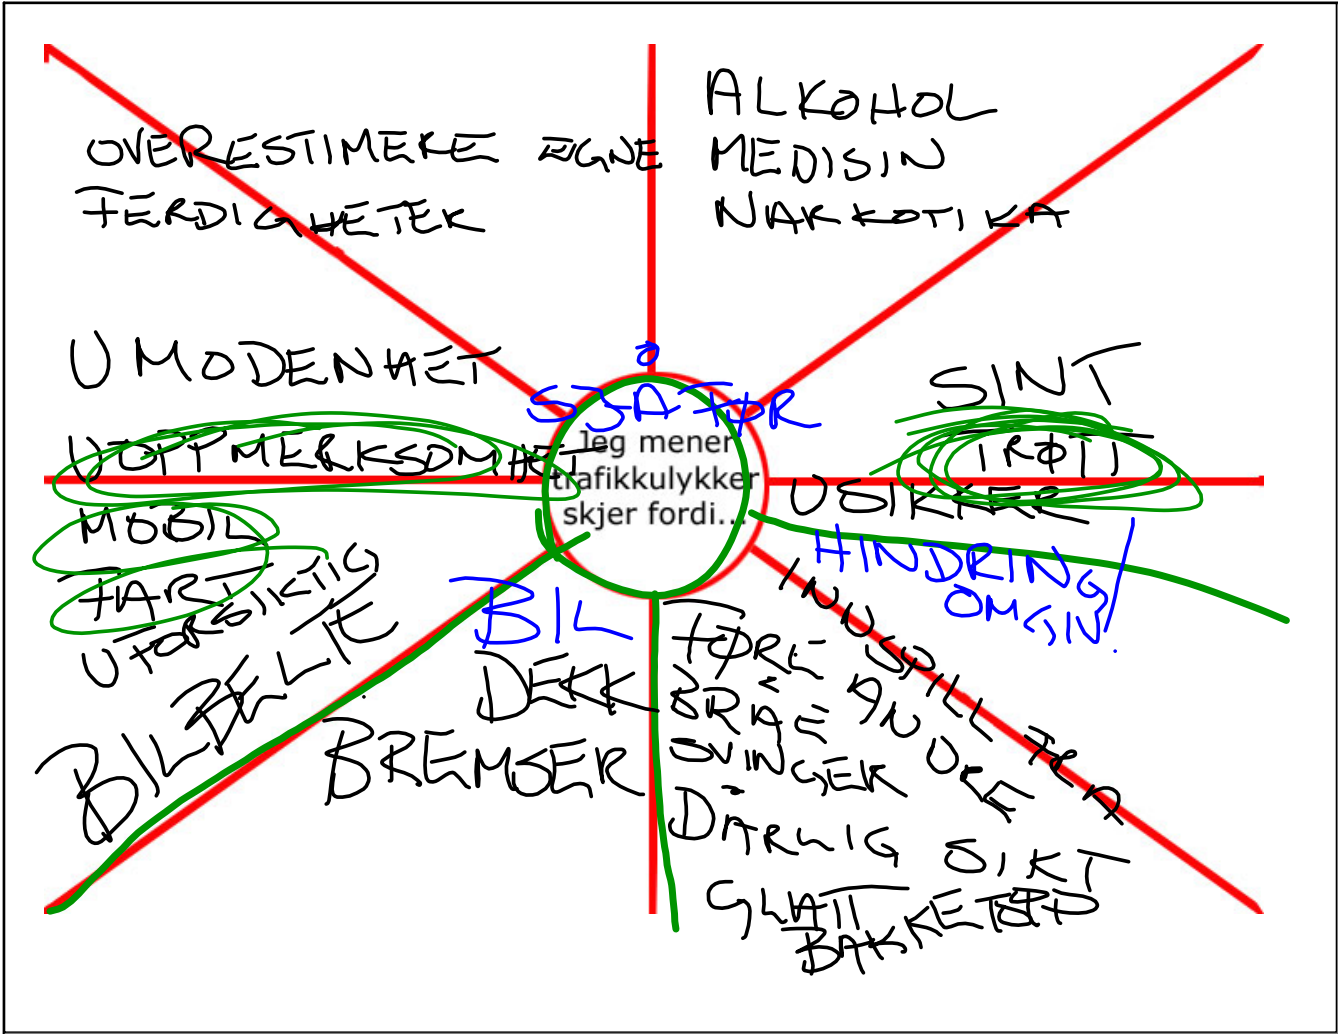 OVERESTIMERE EGNE
FERDIGHETER
ALKOHOL
MEDISIN
NARKOTIKA
UMODENHET
UOPPMERKSOMHET
MOBIL
FART
UFORSIKTIG
BILBELTE
SJÅFØR
Jeg mener
trafikkulykker
skjer fordi...
SINT
TRØTT
USIKKER
HINDRING
OMGIV.
BIL
DEKK
BREMSER
FØRE
BRÅE
SVINGER
DÅRLIG SIKT
GLATT
BAKKETOPP
INNSPILL FRA
ANDRE